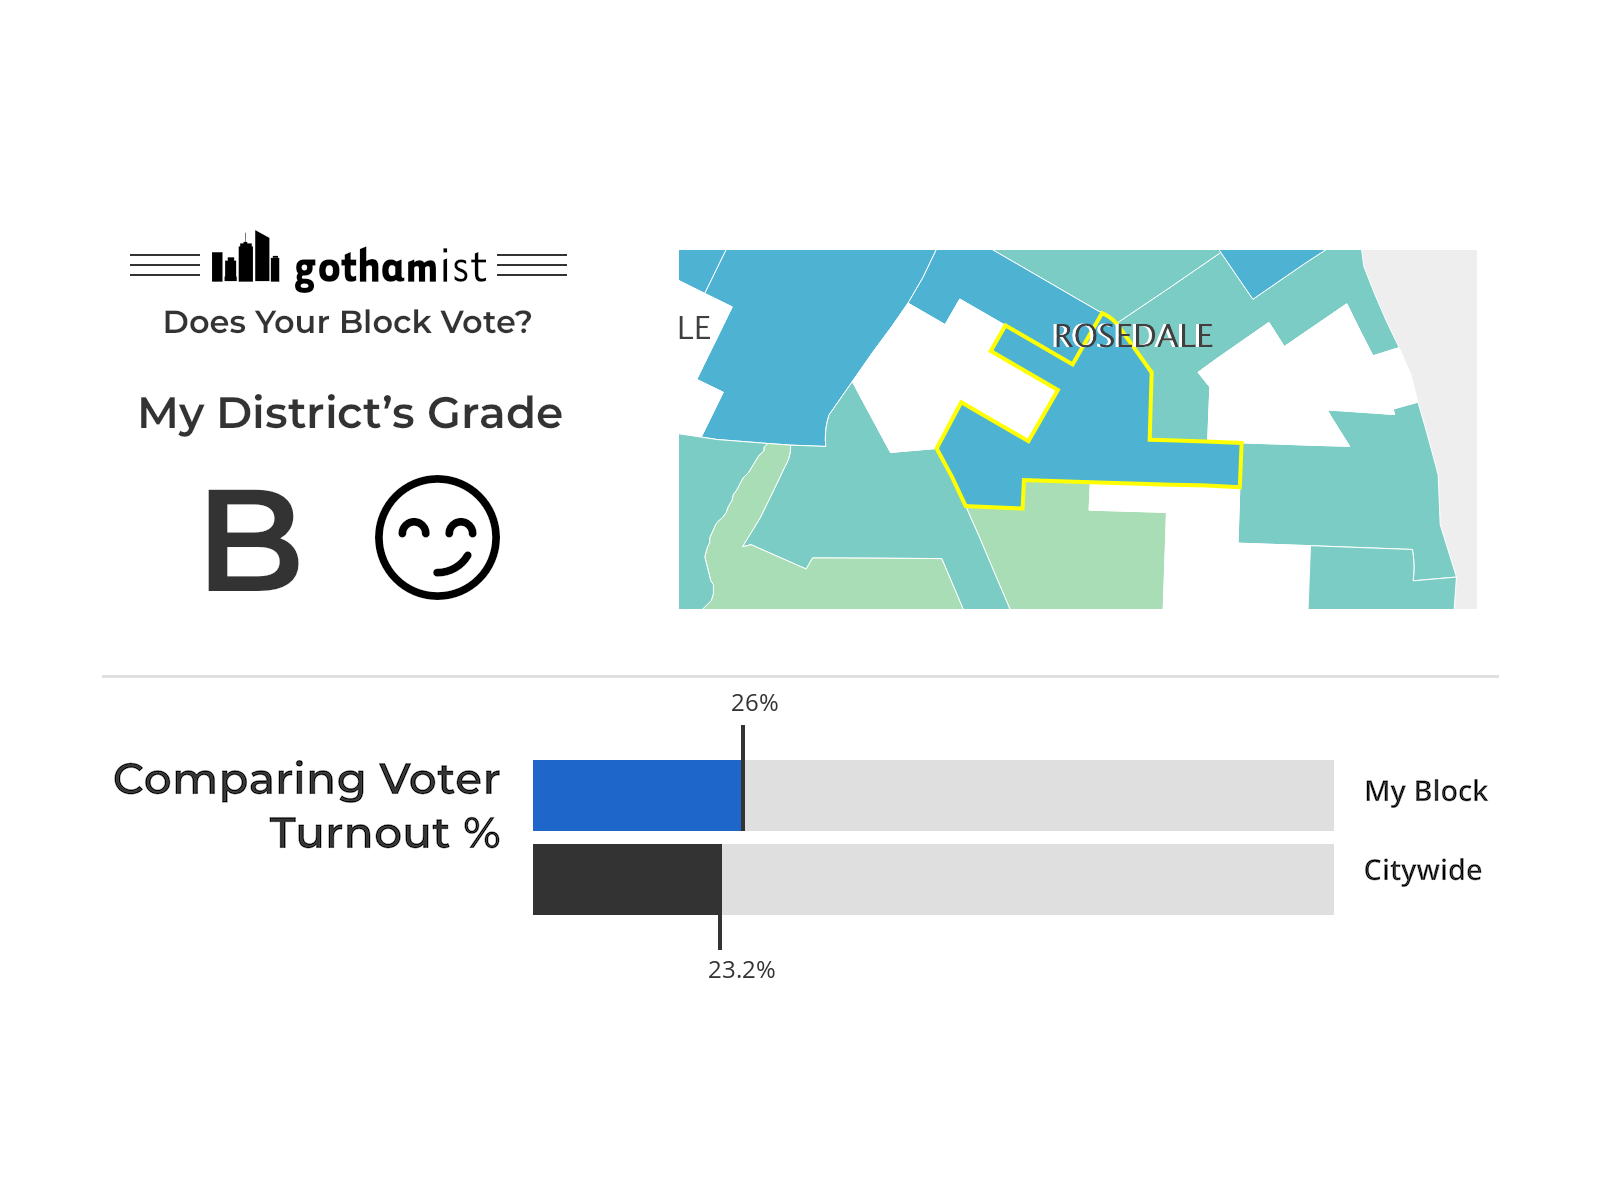 gothamist
Does Your Block Vote?
My District’s Grade
B
LE
ROSEDALE
26%
Comparing Voter
Turnout %
My Block
Citywide
23.2%